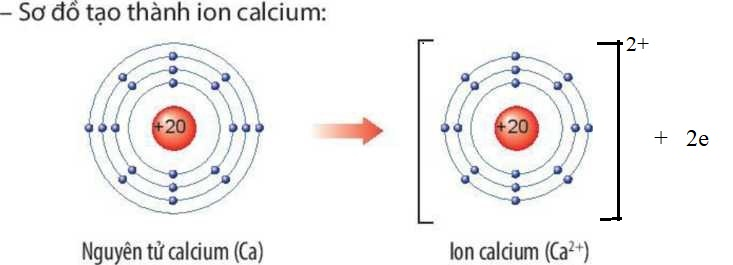 – Sơ đồ tạo thành ion calcium:
+20
+20
2+
+ 2e
Nguyên tử calcium (Ca)
Ion calcium (Ca²⁺)